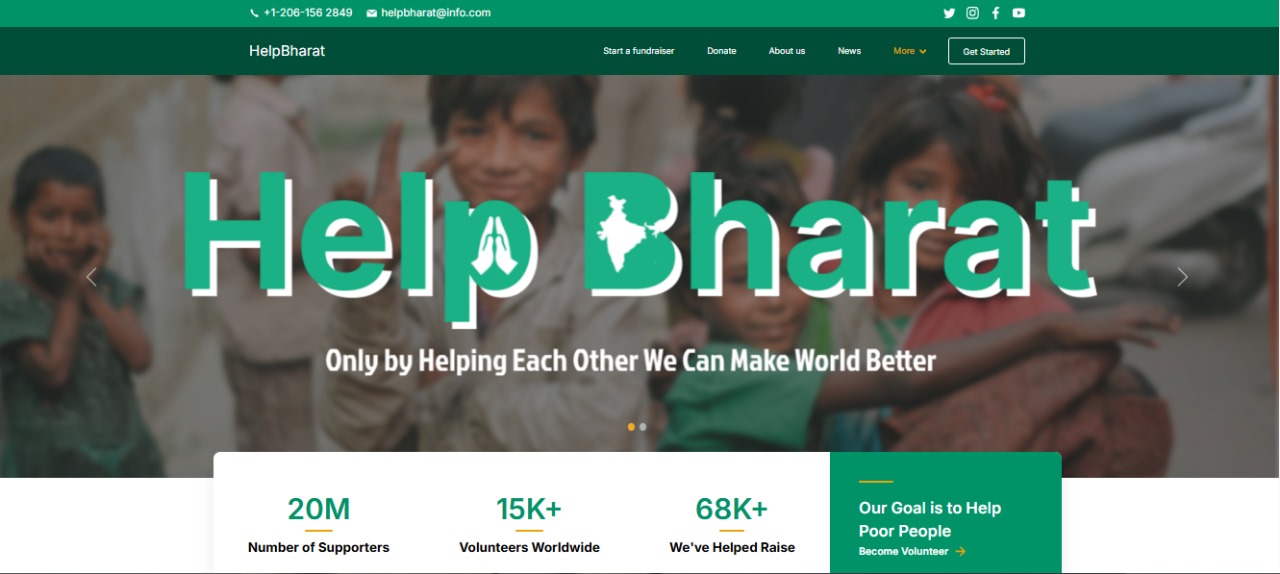 +1-206-156 2849 helpbharat@info.com
HelpBharat Start a fundraiser Donate About us News More Get Started
Help Bharat
Only by Helping Each Other We Can Make World Better
20M
Number of Supporters
15K+
Volunteers Worldwide
68K+
We've Helped Raise
Our Goal is to Help
Poor People
Become Volunteer